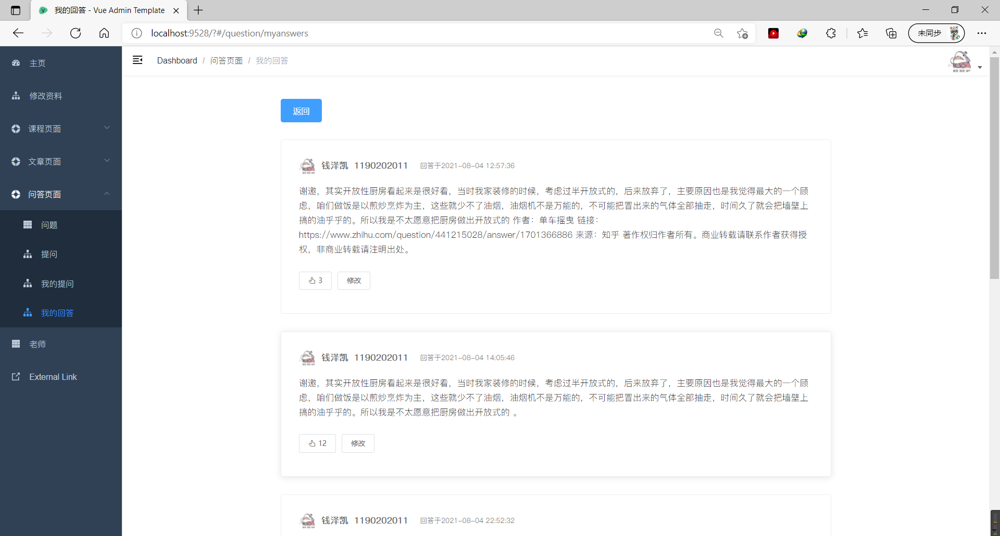 我的回答 - Vue Admin Template
localhost:9528/?#/question/myanswers
未同步
主页
修改资料
课程页面
文章页面
问答页面
问题
提问
我的提问
我的回答
老师
External Link
Dashboard / 问答页面 / 我的回答
返回
钱泽凯 1190202011 回答于2021-08-04 12:57:36
谢邀，其实开放性厨房看起来是很好看，当时我家装修的时候，考虑过半开放式的，后来放弃了，主要原因也是我觉得最大的一个顾
虑，咱们做饭是以煎炒烹炸为主，这些就少不了油烟，油烟机不是万能的，不可能把冒出来的气体全部抽走，时间久了就会把墙壁上
搞的油乎乎的。所以我是不太愿意把厨房做出开放式的 作者：单车摇曳 链接：
https://www.zhihu.com/question/441215028/answer/1701366886 来源：知乎 著作权归作者所有。商业转载请联系作者获得授
权，非商业转载请注明出处。
3 修改
钱泽凯 1190202011 回答于2021-08-04 14:05:46
谢邀，其实开放性厨房看起来是很好看，当时我家装修的时候，考虑过半开放式的，后来放弃了，主要原因也是我觉得最大的一个顾
虑，咱们做饭是以煎炒烹炸为主，这些就少不了油烟，油烟机不是万能的，不可能把冒出来的气体全部抽走，时间久了就会把墙壁上
搞的油乎乎的。所以我是不太愿意把厨房做出开放式的 。
12 修改
钱泽凯 1190202011 回答于2021-08-04 22:52:32